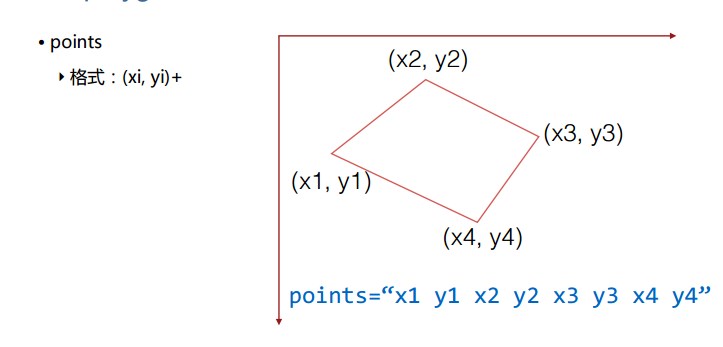 • points
‣ 格式：(xi, yi)+
(x2, y2)
(x3, y3)
(x1, y1)
(x4, y4)
points=“x1 y1 x2 y2 x3 y3 x4 y4”